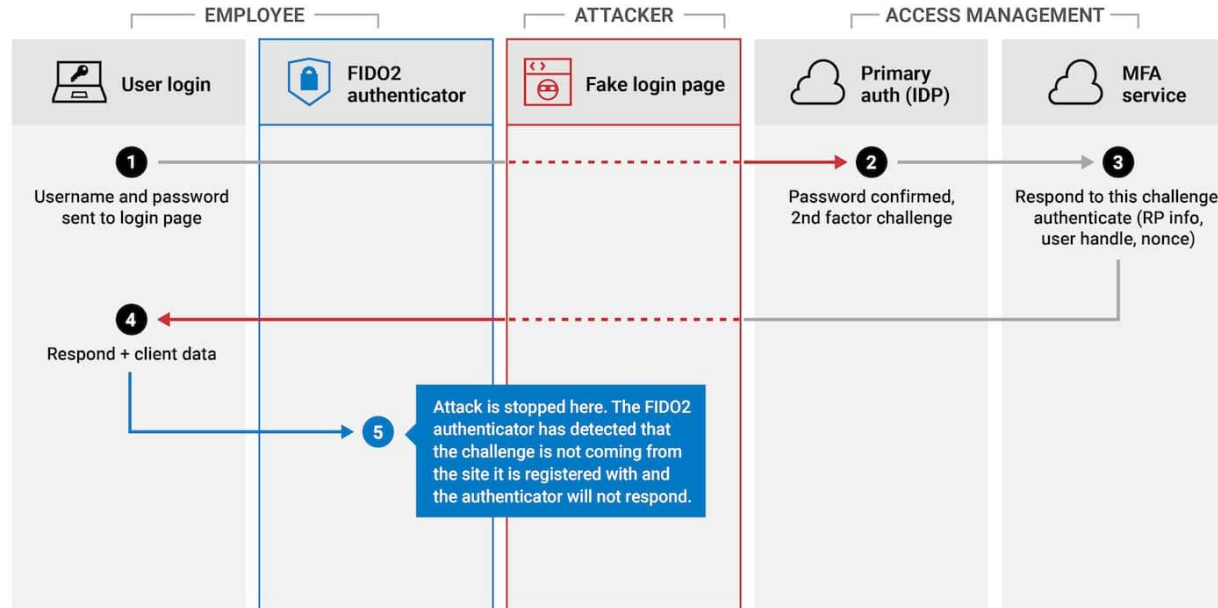 EMPLOYEE
ATTACKER
ACCESS MANAGEMENT
User login
FIDO2
authenticator
Fake login page
Primary
auth (IDP)
MFA
service
1
Username and password
sent to login page
2
Password confirmed,
2nd factor challenge
3
Respond to this challenge
authenticate (RP info,
user handle, nonce)
4
Respond + client data
5
Attack is stopped here. The FIDO2
authenticator has detected that
the challenge is not coming from
the site it is registered with and
the authenticator will not respond.